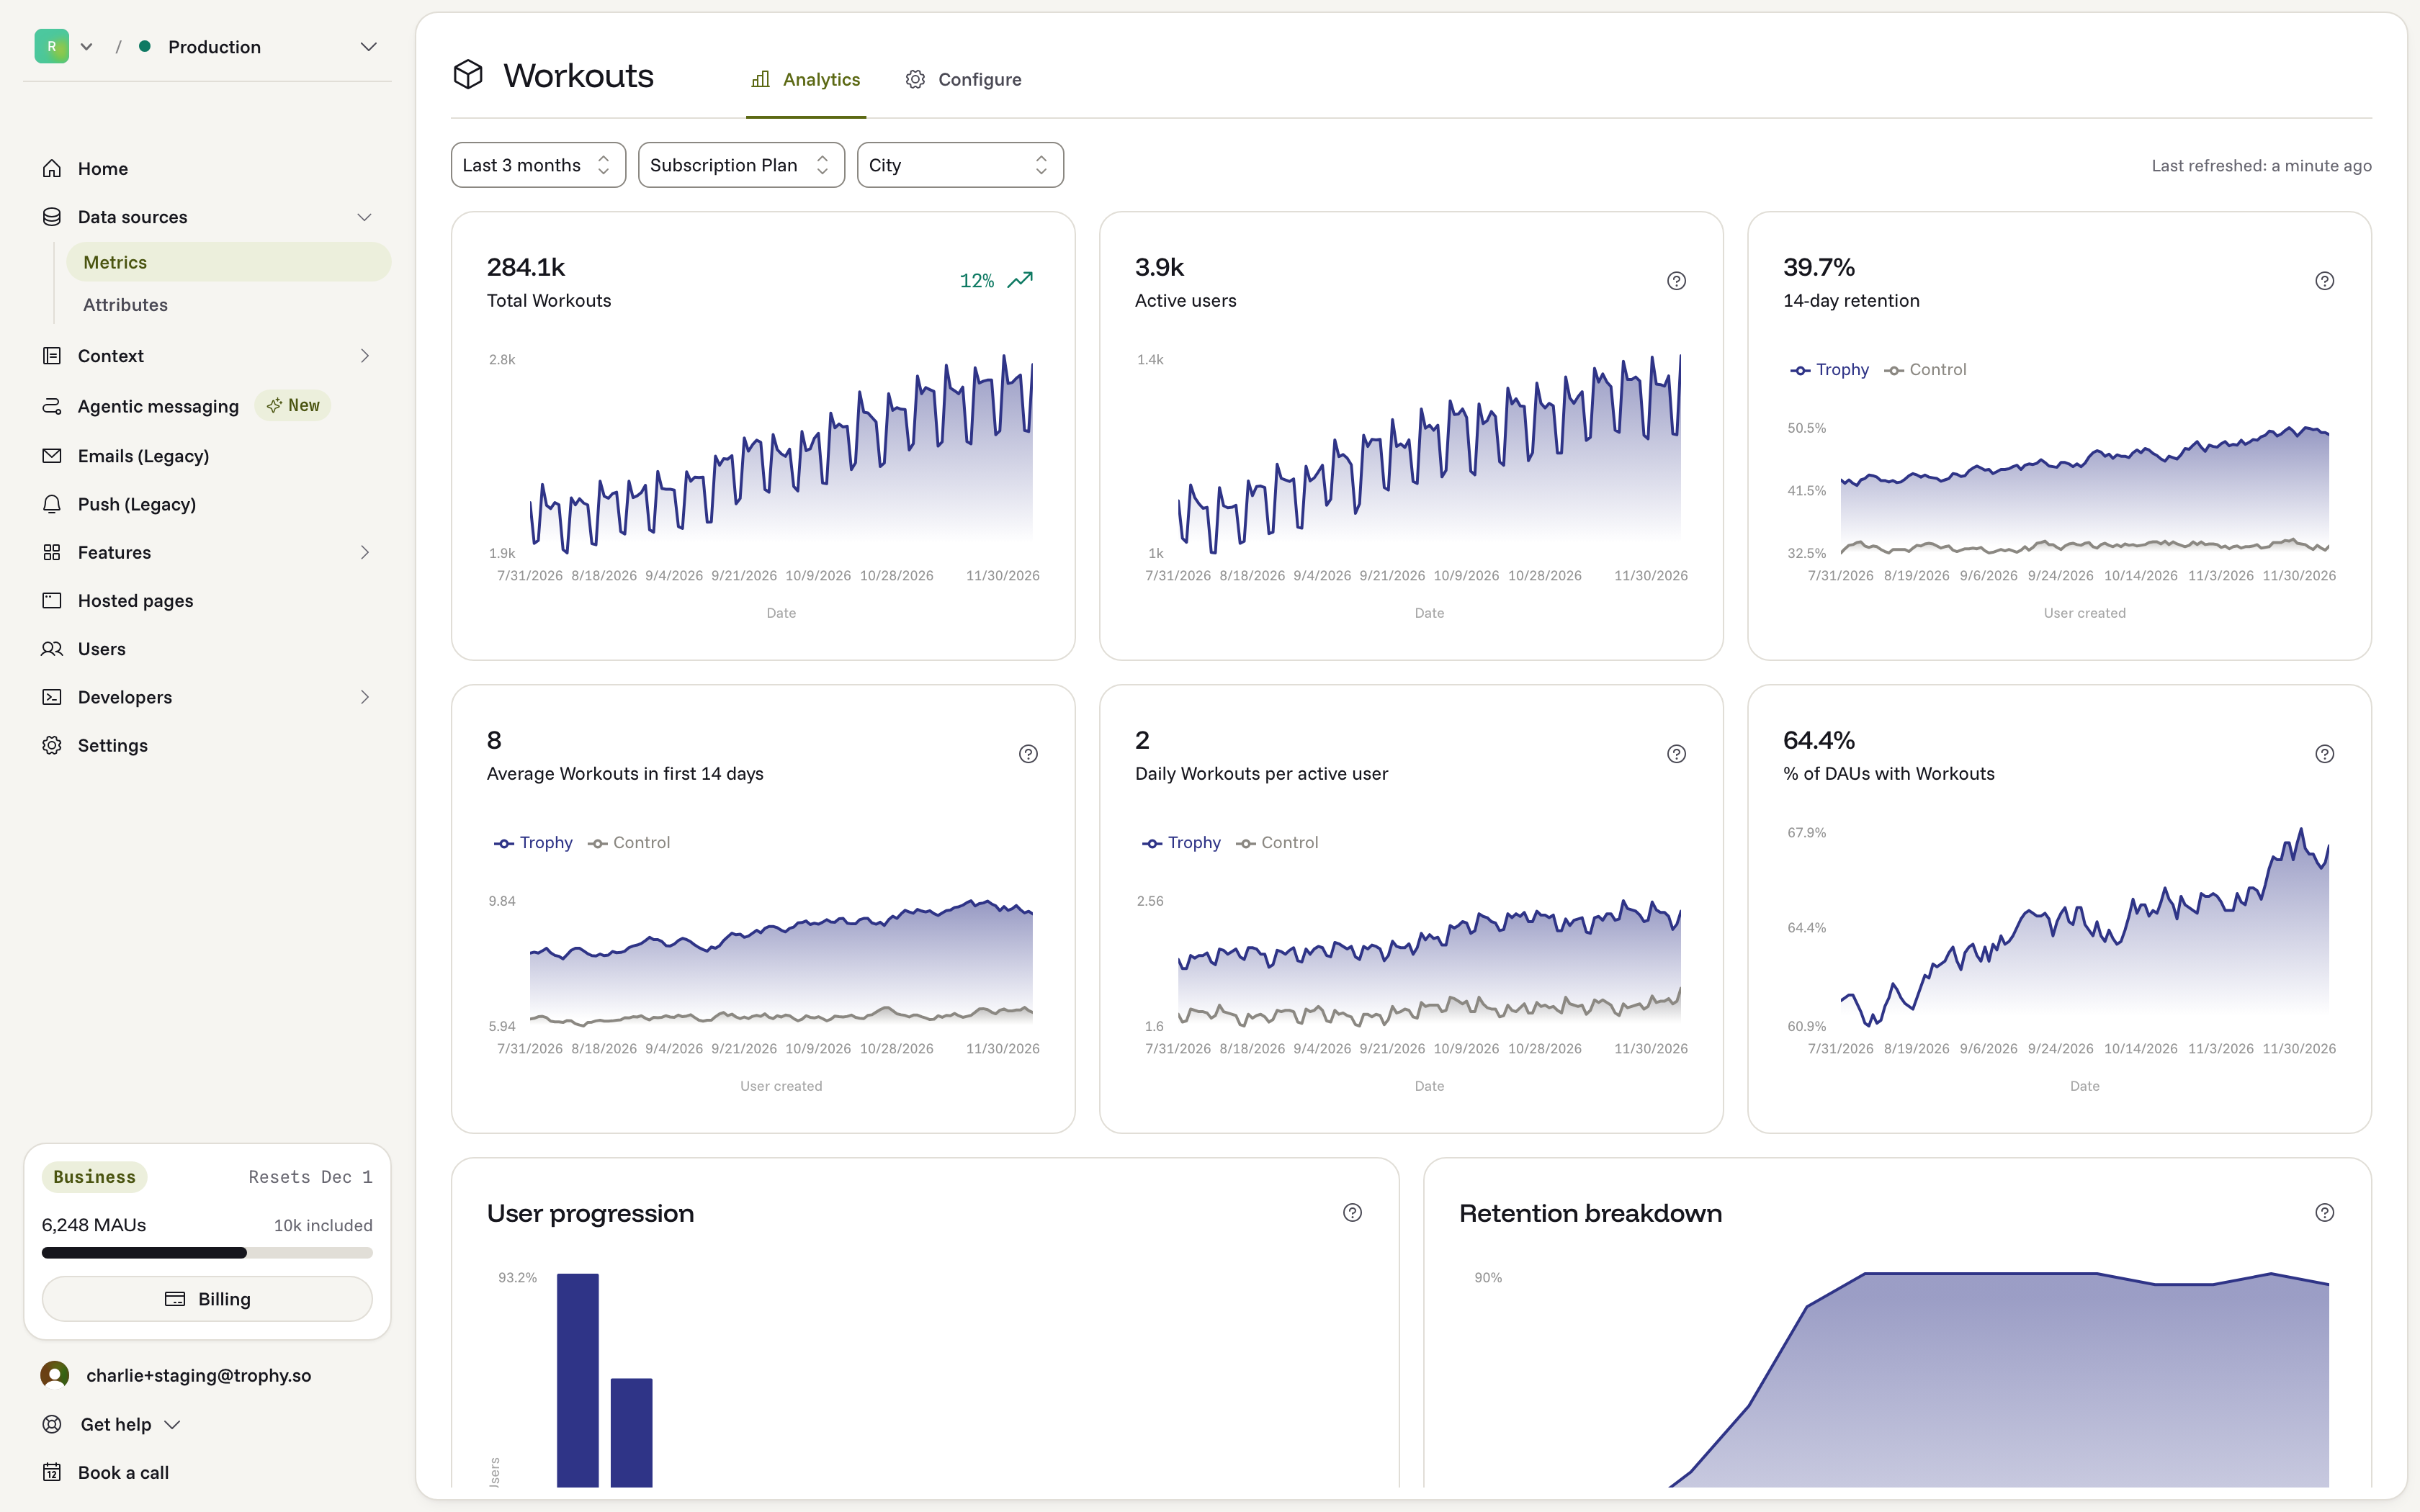 R / Production
Home
Data sources
Metrics
Attributes
Context
Agentic messaging New
Emails (Legacy)
Push (Legacy)
Features
Hosted pages
Users
Developers
Settings
Business Resets Dec 1
6,248 MAUs 10k included
Billing
charlie+staging@trophy.so
Get help
12 Book a call
Workouts Analytics Configure
Last 3 months Subscription Plan City Last refreshed: a minute ago
284.1k
Total Workouts
12%
2.8k
1.9k
7/31/2026 8/18/2026 9/4/2026 9/21/2026 10/9/2026 10/28/2026 11/30/2026
Date
3.9k
Active users
1.4k
1k
7/31/2026 8/18/2026 9/4/2026 9/21/2026 10/9/2026 10/28/2026 11/30/2026
Date
39.7%
14-day retention
Trophy Control
50.5%
41.5%
32.5%
7/31/2026 8/19/2026 9/6/2026 9/24/2026 10/14/2026 11/3/2026 11/30/2026
User created
8
Average Workouts in first 14 days
Trophy Control
9.84
5.94
7/31/2026 8/18/2026 9/4/2026 9/21/2026 10/9/2026 10/28/2026 11/30/2026
User created
2
Daily Workouts per active user
Trophy Control
2.56
1.6
7/31/2026 8/18/2026 9/4/2026 9/21/2026 10/9/2026 10/28/2026 11/30/2026
Date
64.4%
% of DAUs with Workouts
67.9%
64.4%
60.9%
7/31/2026 8/19/2026 9/6/2026 9/24/2026 10/14/2026 11/3/2026 11/30/2026
Date
User progression
93.2%
Retention breakdown
90%